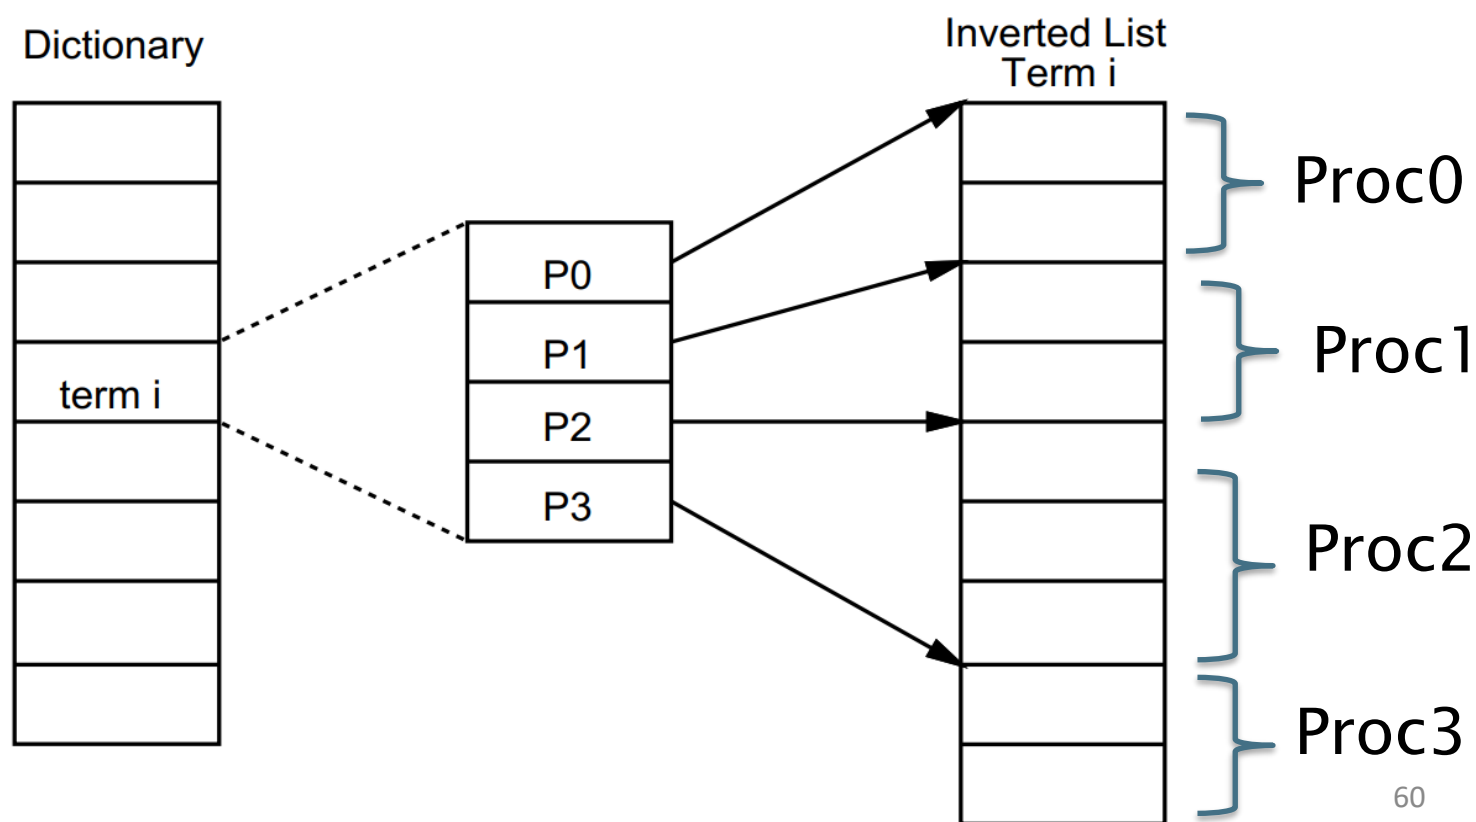 Dictionary
Inverted List
Term i
term i
P0
P1
P2
P3
Proc0
Proc1
Proc2
Proc3
60